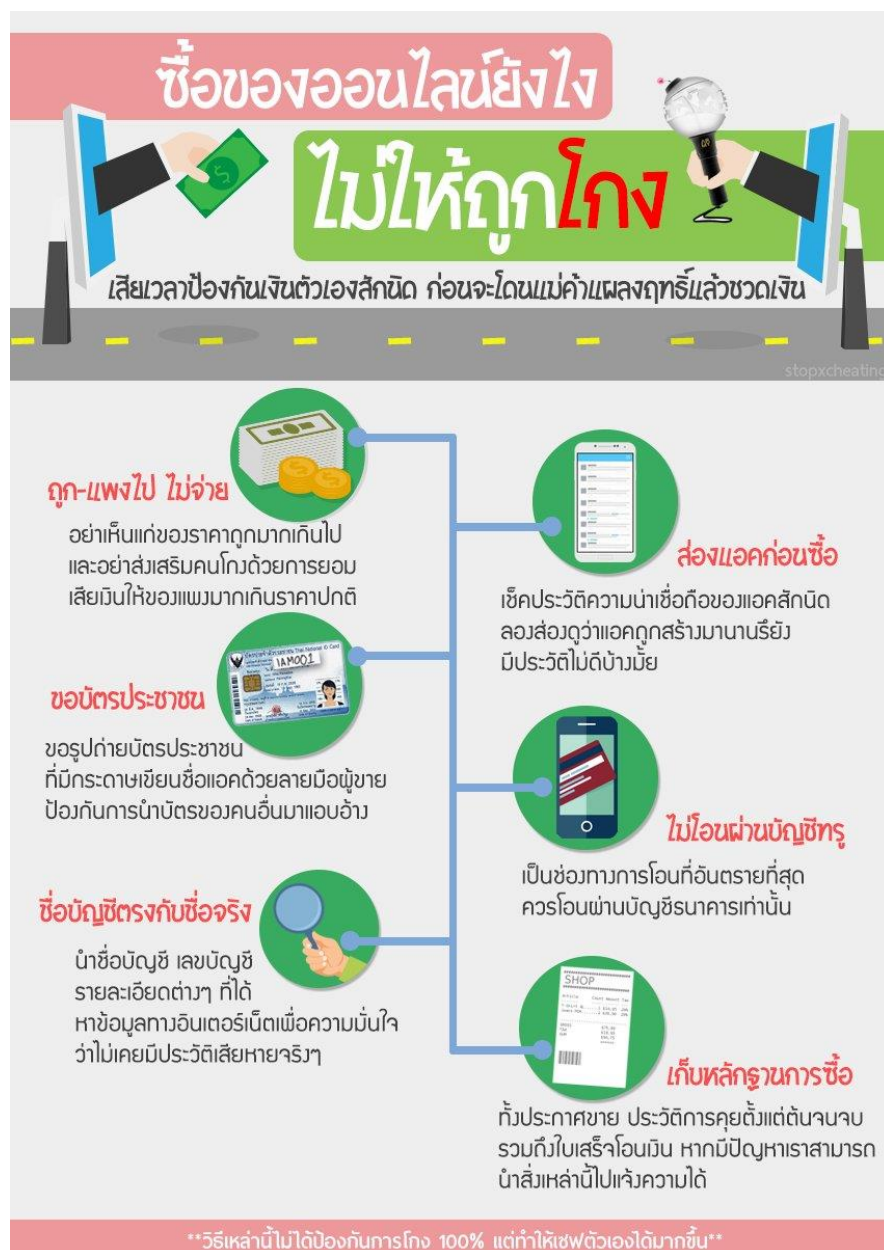 ซื้อของออนไลน์ยังไง
ไม่ให้ถูกโกง
เสียเวลาป้องกันเงินตัวเองสักนิด ก่อนจะโดนแม่ค้าแผลงฤทธิ์แล้วชวดเงิน
stopxcheating
ถูก-แพงไป ไม่จ่าย
อย่าเห็นแก่ของราคาถูกมากเกินไป
และอย่าส่งเสริมคนโกงด้วยการยอม
เสียเงินให้ของแพงมากเกินราคาปกติ
ส่องแอคก่อนซื้อ
เช็คประวัติความน่าเชื่อถือของแอคสักนิด
ลองส่องดูว่าแอคถูกสร้างมานานรึยัง
มีประวัติไม่ดีบ้างมั้ย
Thai National ID Card
IAM001
ขอบัตรประชาชน
ขอรูปถ่ายบัตรประชาชน
ที่มีกระดาษเขียนชื่อแอคด้วยลายมือผู้ขาย
ป้องกันการนำบัตรของคนอื่นมาแอบอ้าง
ไม่โอนผ่านบัญชีทรู
เป็นช่องทางการโอนที่อันตรายที่สุด
ควรโอนผ่านบัญชีธนาคารเท่านั้น
ชื่อบัญชีตรงกับชื่อจริง
นำชื่อบัญชี เลขบัญชี
รายละเอียดต่างๆ ที่ได้
หาข้อมูลทางอินเตอร์เน็ตเพื่อความมั่นใจ
ว่าไม่เคยมีประวัติเสียหายจริงๆ
SHOP
เก็บหลักฐานการซื้อ
ทั้งประกาศขาย ประวัติการคุยตั้งแต่ต้นจนจบ
รวมถึงใบเสร็จโอนเงิน หากมีปัญหาเราสามารถ
นำสิ่งเหล่านี้ไปแจ้งความได้
**วิธีเหล่านี้ไม่ได้ป้องกันการโกง 100% แต่ทำให้เซฟตัวเองได้มากขึ้น**